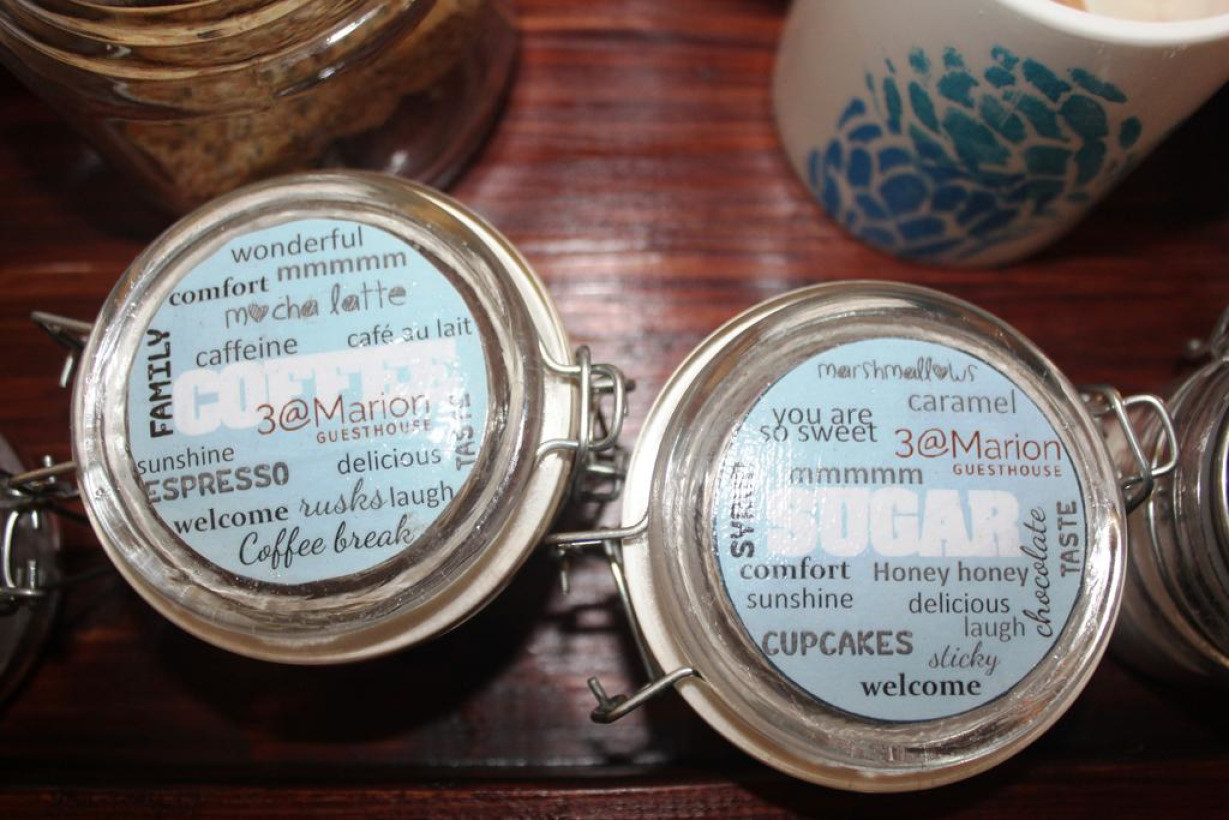 wonderful
mmmmmm
comfort
mocha latte
café au lait
caffeine
FAMILY
COFFEE
3@Marion
GUESTHOUSE
TASTE
sunshine
delicious
ESPRESSO
rusks laugh
welcome
Coffee break
marshmallows
caramel
you are
so sweet
3@Marion
GUESTHOUSE
mmmmmm
SYRUP
SUGAR
TASTE
chocolate
comfort Honey honey
sunshine delicious
laugh
CUPCAKES
sticky
welcome